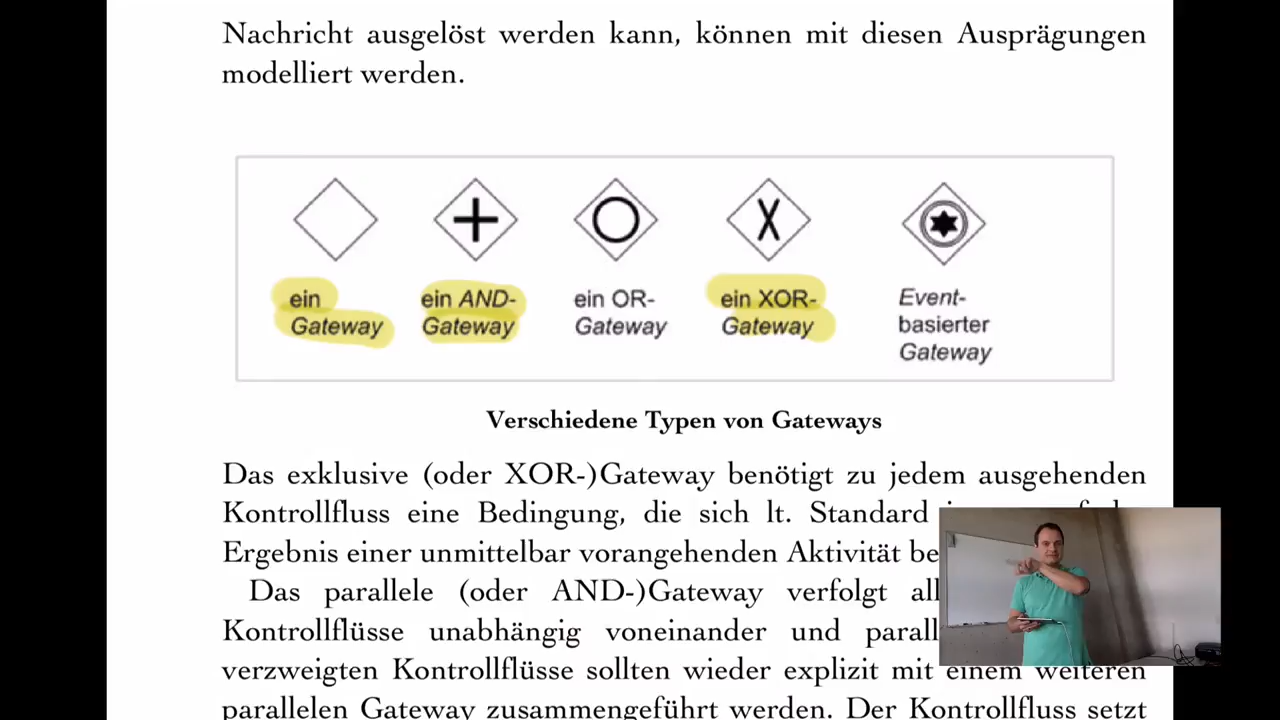 Nachricht ausgelöst werden kann, können mit diesen Ausprägungen
modelliert werden.
ein Gateway
ein AND-Gateway
ein OR-Gateway
ein XOR-Gateway
Event-basierter Gateway
Verschiedene Typen von Gateways
Das exklusive (oder XOR-)Gateway benötigt zu jedem ausgehenden
Kontrollfluss eine Bedingung, die sich lt. Standard
Ergebnis einer unmittelbar vorangehenden Aktivität
Das parallele (oder AND-)Gateway verfolgt
Kontrollflüsse unabhängig voneinander und
verzweigten Kontrollflüsse sollten wieder explizit mit einem weiteren
parallelen Gateway zusammengeführt werden. Der Kontrollfluss setzt